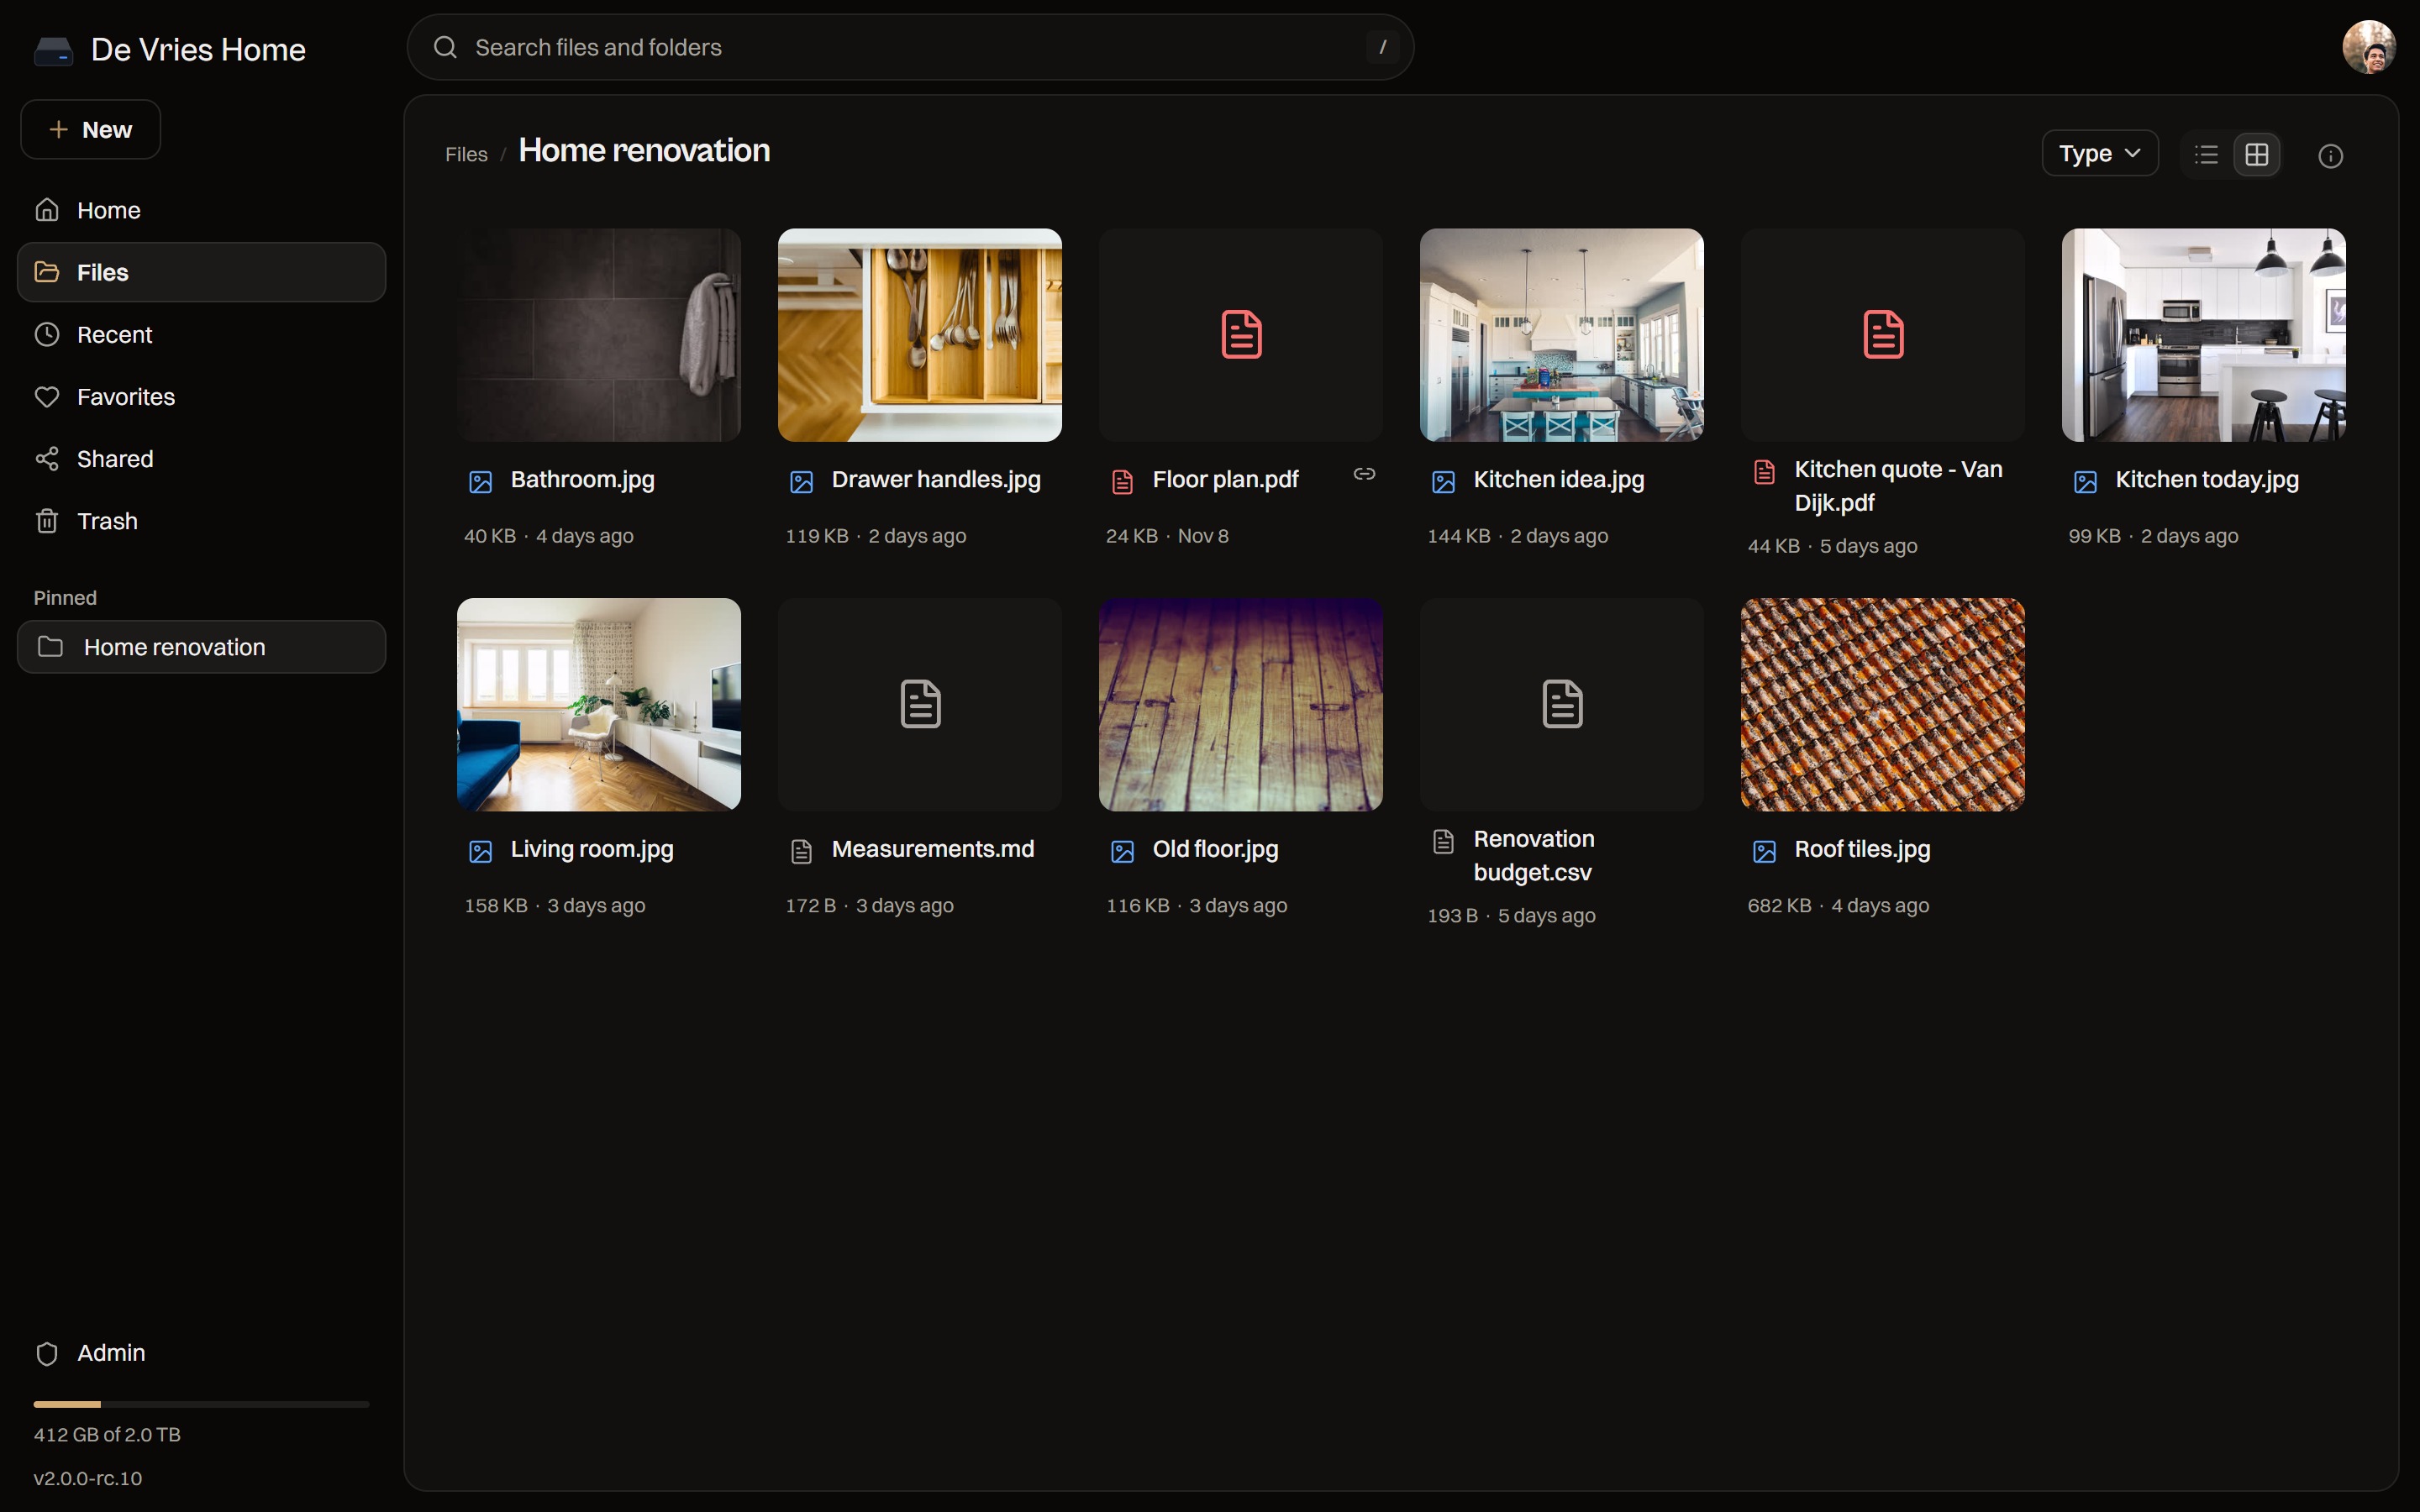 De Vries Home
Search files and folders
/
New
Home
Files
Recent
Favorites
Shared
Trash
Pinned
Home renovation
Admin
412 GB of 2.0 TB
v2.0.0-rc.10
Files / Home renovation
Type
Bathroom.jpg
40 KB · 4 days ago
Drawer handles.jpg
119 KB · 2 days ago
Floor plan.pdf
24 KB · Nov 8
Kitchen idea.jpg
144 KB · 2 days ago
Kitchen quote - Van
Dijk.pdf
44 KB · 5 days ago
Kitchen today.jpg
99 KB · 2 days ago
Living room.jpg
158 KB · 3 days ago
Measurements.md
172 B · 3 days ago
Old floor.jpg
116 KB · 3 days ago
Renovation
budget.csv
193 B · 5 days ago
Roof tiles.jpg
682 KB · 4 days ago